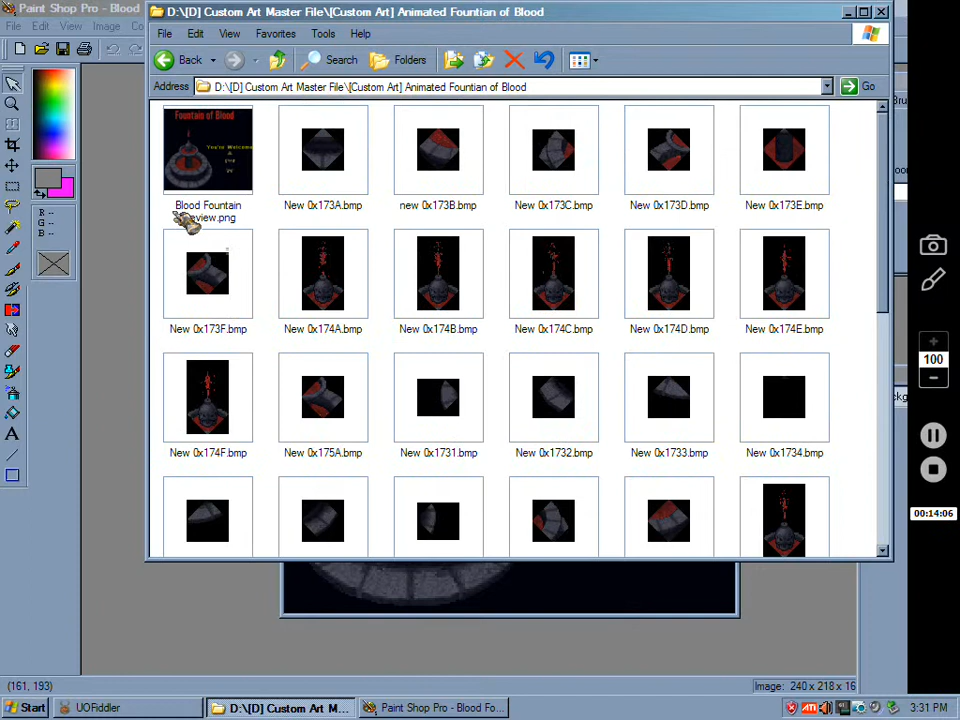 Paint Shop Pro - Blood
D:\[D] Custom Art Master File\[Custom Art] Animated Fountian of Blood
File Edit View Image Co
File Edit View Favorites Tools Help
Back Search Folders
Address D:\[D] Custom Art Master File\[Custom Art] Animated Fountian of Blood Go
Fountain of Blood
You're Welcome
Blood Fountain
view.png
New 0x173A.bmp
new 0x173B.bmp
New 0x173C.bmp
New 0x173D.bmp
New 0x173E.bmp
R --
G --
B --
New 0x173F.bmp
New 0x174A.bmp
New 0x174B.bmp
New 0x174C.bmp
New 0x174D.bmp
New 0x174E.bmp
100
New 0x174F.bmp
New 0x175A.bmp
New 0x1731.bmp
New 0x1732.bmp
New 0x1733.bmp
New 0x1734.bmp
00:14:06
(161, 193)
Image: 240 x 218 x 16
Start
UOFiddler
D:\[D] Custom Art M...
Paint Shop Pro - Blood Fo...
ATI
3:31 PM